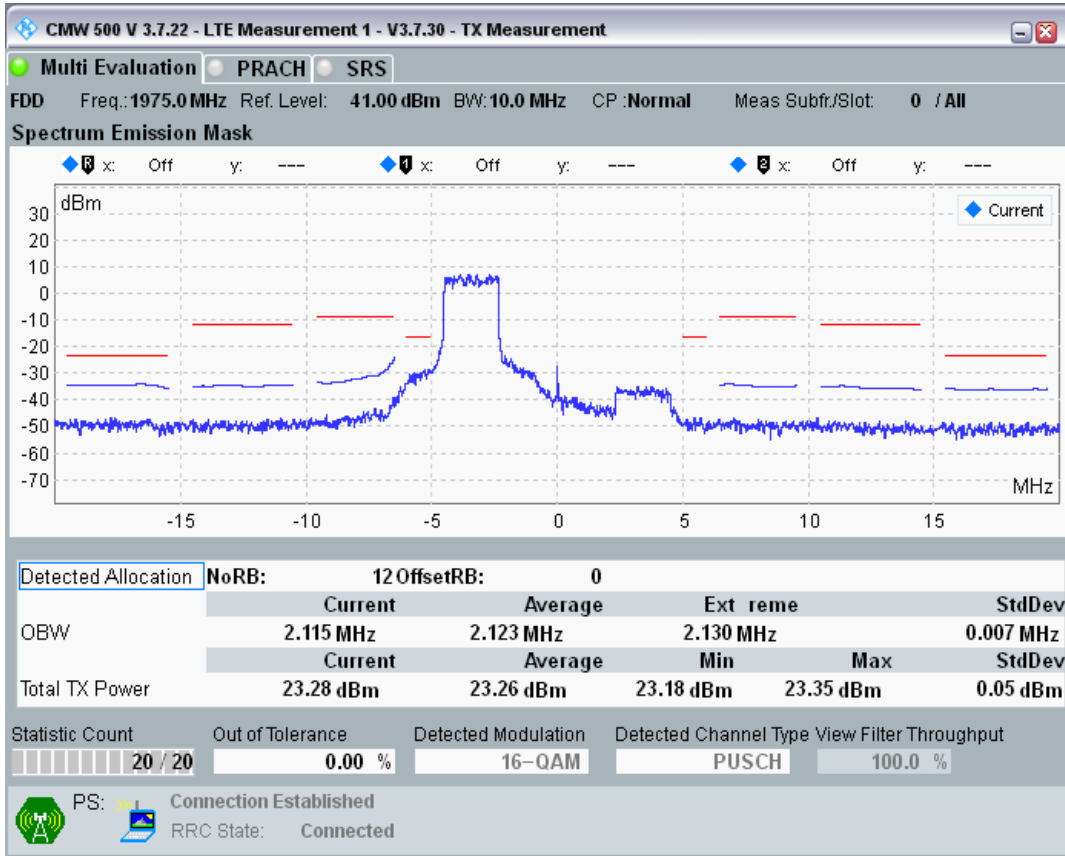 CMW 500 V 3.7.22 - LTE Measurement 1 - V3.7.30 - TX Measurement
Multi Evaluation PRACH SRS
FDD Freq.: 1975.0 MHz Ref. Level: 41.00 dBm BW: 10.0 MHz CP :Normal Meas Subfr./Slot: 0 / All
Spectrum Emission Mask
R x: Off y: --- 1 x: Off y: --- 2 x: Off y: ---
dBm
Current
30
20
10
0
-10
-20
-30
-40
-50
-60
-70
MHz
-15 -10 -5 0 5 10 15
Detected Allocation NoRB: 12 OffsetRB: 0
Current Average Ext reme StdDev
OBW 2.115 MHz 2.123 MHz 2.130 MHz 0.007 MHz
Current Average Min Max StdDev
Total TX Power 23.28 dBm 23.26 dBm 23.18 dBm 23.35 dBm 0.05 dBm
Statistic Count Out of Tolerance Detected Modulation Detected Channel Type View Filter Throughput
20 / 20 0.00 % 16-QAM PUSCH 100.0 %
PS: Connection Established
RRC State: Connected